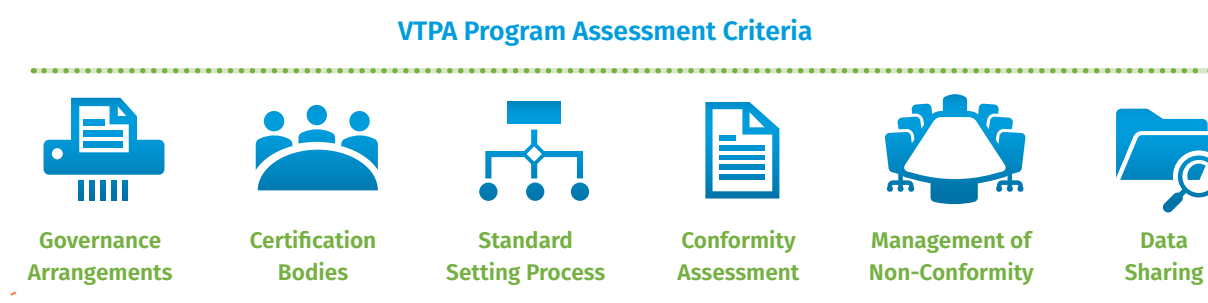 VTPA Program Assessment Criteria
Governance
Arrangements
Certification
Bodies
Standard
Setting Process
Conformity
Assessment
Management of
Non-Conformity
Data
Sharing